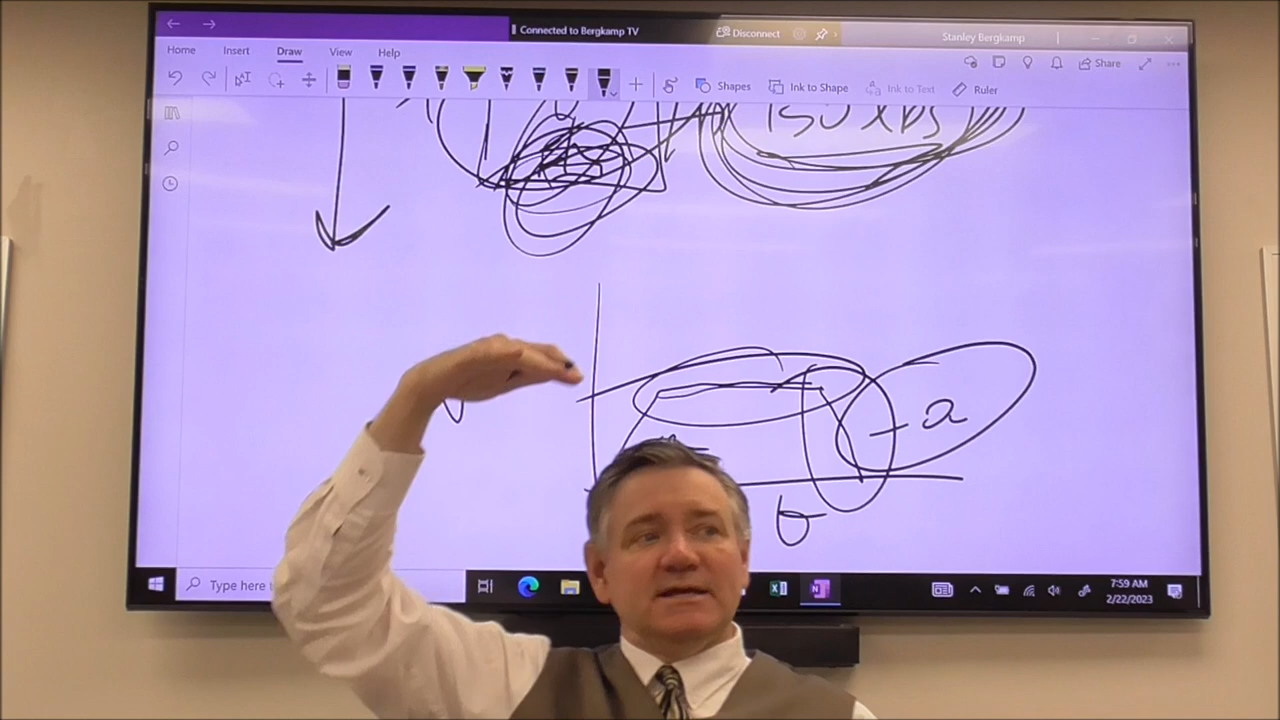 Connected to Bergkamp TV
Disconnect
Stanley Bergkamp
Home Insert Draw View Help
Shapes Ink to Shape Ink to Text Ruler
Share
150 lbs
- a
Type here
7:59 AM
2/22/2023